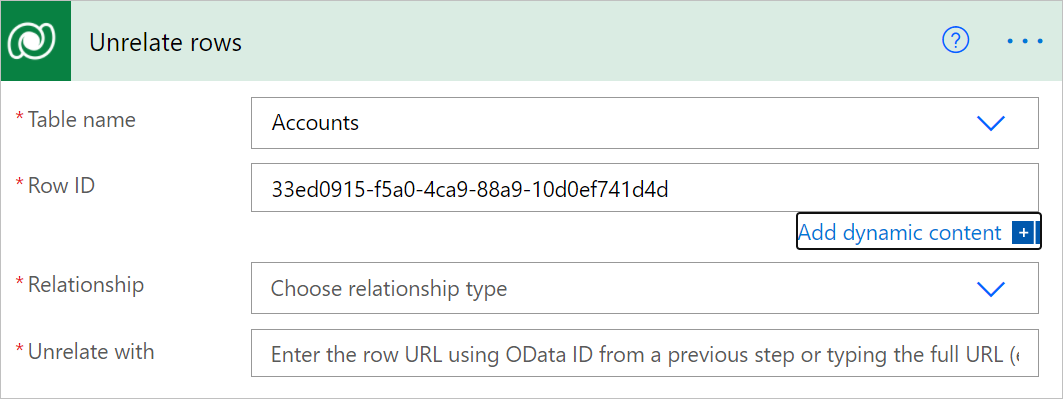 Unrelate rows
* Table name
Accounts
* Row ID
33ed0915-f5a0-4ca9-88a9-10d0ef741d4d
Add dynamic content
* Relationship
Choose relationship type
* Unrelate with
Enter the row URL using OData ID from a previous step or typing the full URL (e